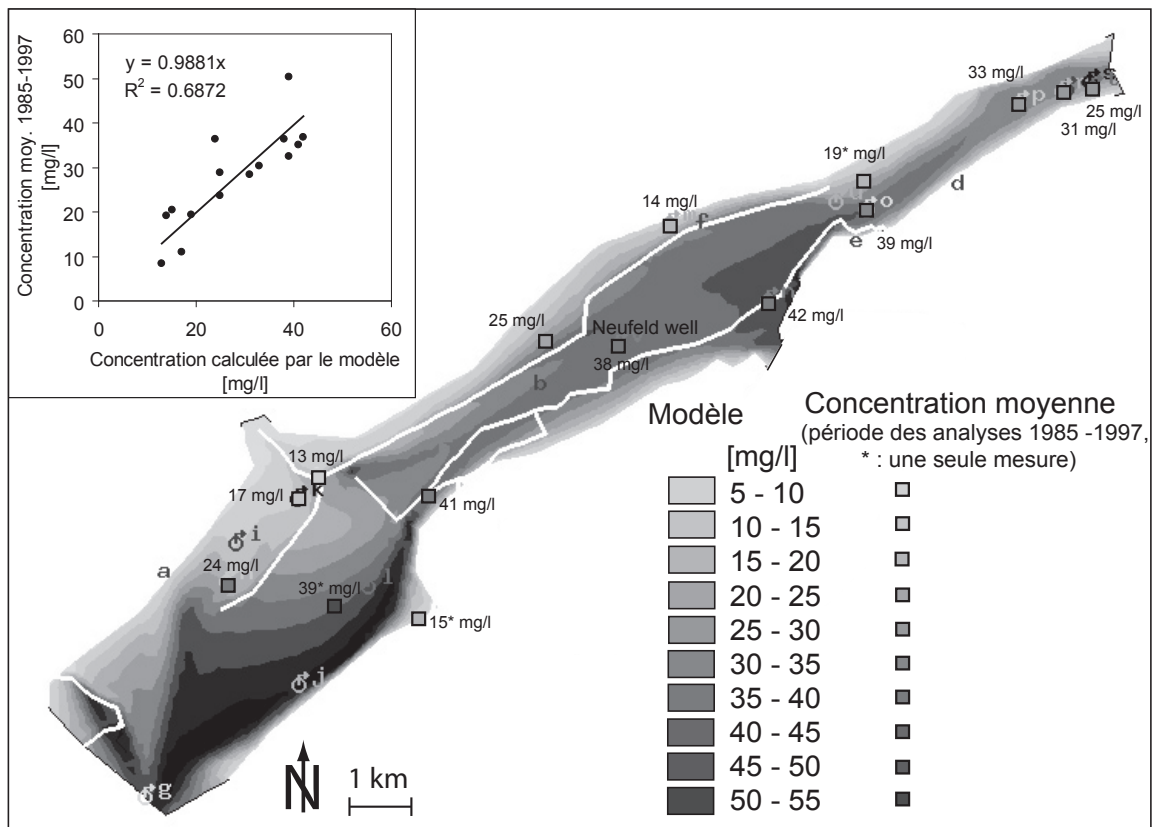 60
50
40
30
20
10
0
0
20
40
60
Concentration moy. 1985-1997
[mg/l]
y = 0.9881x
R² = 0.6872
Concentration calculée par le modèle
[mg/l]
33 mg/l
p
s
25 mg/l
31 mg/l
19* mg/l
d
o
14 mg/l
f
e
39 mg/l
25 mg/l
Neufeld well
42 mg/l
38 mg/l
b
13 mg/l
17 mg/l
k
41 mg/l
i
a
24 mg/l
39* mg/l
l
15* mg/l
j
g
N
1 km
Modèle
[mg/l]
5 - 10
10 - 15
15 - 20
20 - 25
25 - 30
30 - 35
35 - 40
40 - 45
45 - 50
50 - 55
Concentration moyenne
(période des analyses 1985 -1997,
* : une seule mesure)